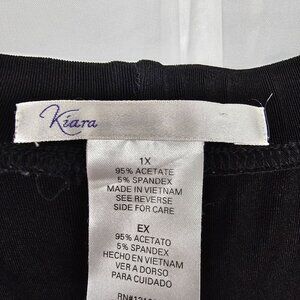 Kiara
1X
95% ACETATE
5% SPANDEX
MADE IN VIETNAM
SEE REVERSE
SIDE FOR CARE
EX
95% ACETATO
5% SPANDEX
HECHO EN VIETNAM
VER A DORSO
PARA CUIDADO